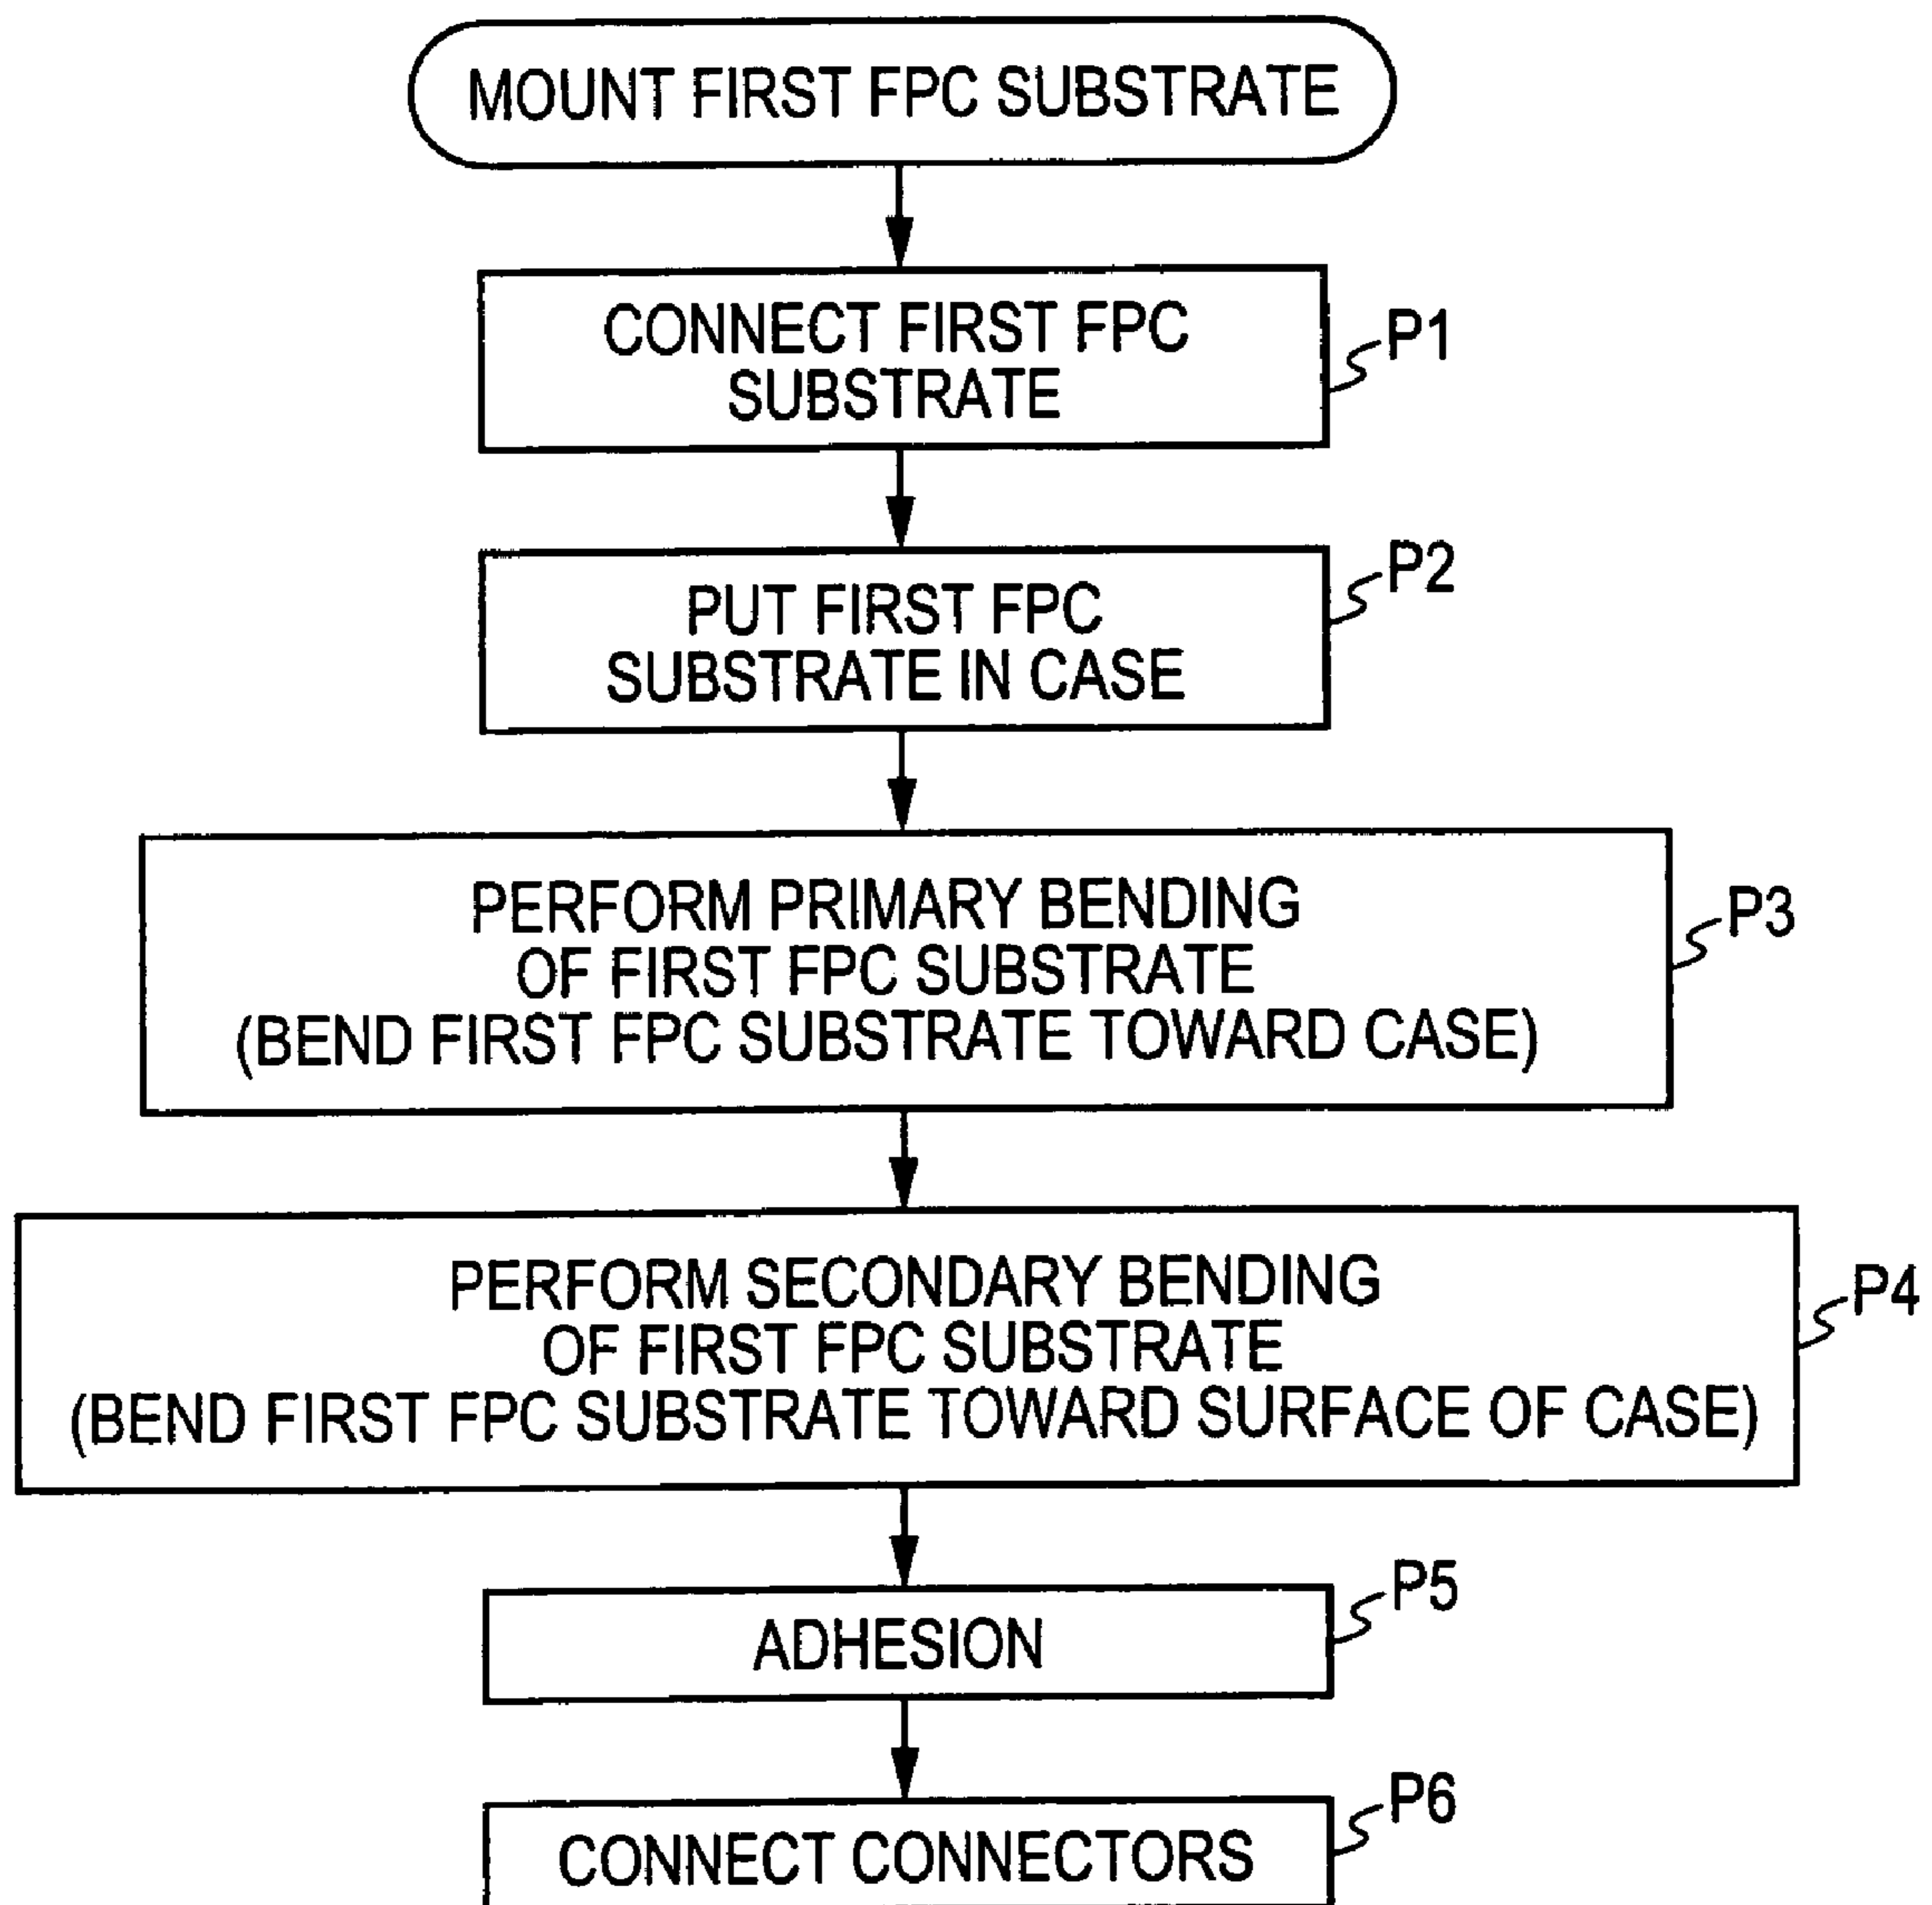 MOUNT FIRST FPC SUBSTRATE
CONNECT FIRST FPC
SUBSTRATE
P1
PUT FIRST FPC
SUBSTRATE IN CASE
P2
PERFORM PRIMARY BENDING
OF FIRST FPC SUBSTRATE
(BEND FIRST FPC SUBSTRATE TOWARD CASE)
P3
PERFORM SECONDARY BENDING
OF FIRST FPC SUBSTRATE
(BEND FIRST FPC SUBSTRATE TOWARD SURFACE OF CASE)
P4
ADHESION
P5
CONNECT CONNECTORS
P6